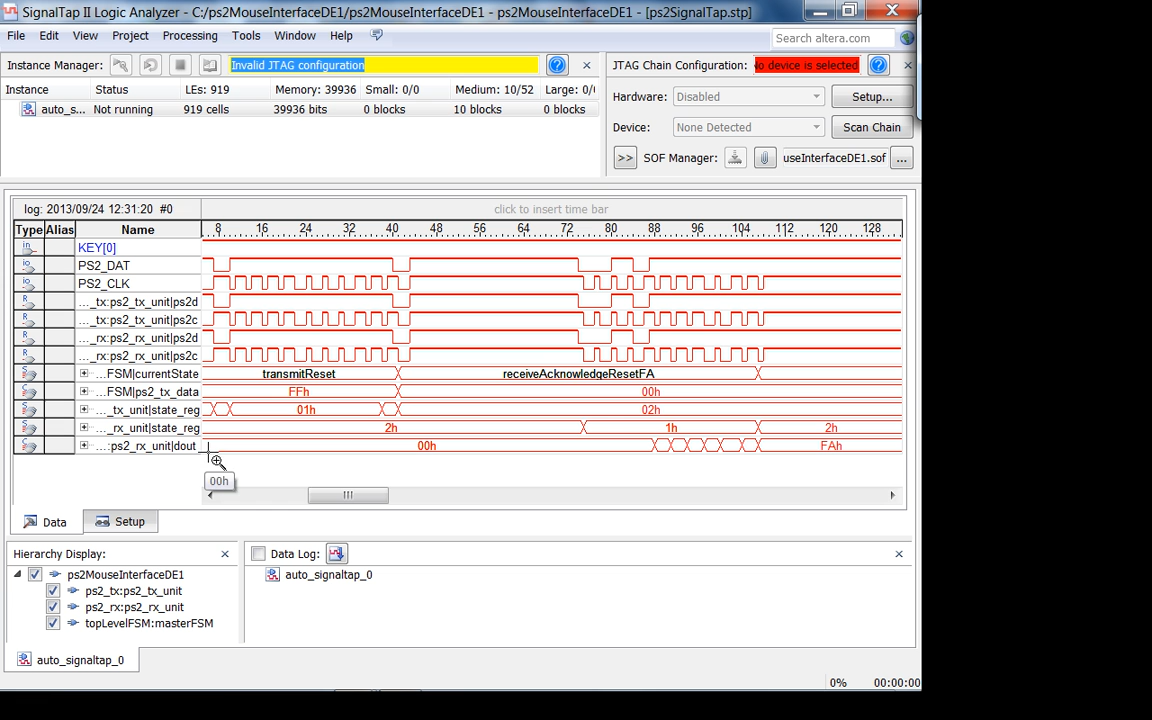 SignalTap II Logic Analyzer - C:/ps2MouseInterfaceDE1/ps2MouseInterfaceDE1 - ps2MouseInterfaceDE1 - [ps2SignalTap.stp]
File Edit View Project Processing Tools Window Help
Search altera.com
Instance Manager: Invalid JTAG configuration
JTAG Chain Configuration: No device is selected
Instance Status LEs: 919 Memory: 39936 Small: 0/0 Medium: 10/52 Large: 0/
auto_s... Not running 919 cells 39936 bits 0 blocks 10 blocks 0 blocks
Hardware: Disabled Setup...
Device: None Detected Scan Chain
>> SOF Manager: useInterfaceDE1.sof ...
log: 2013/09/24 12:31:20 #0 click to insert time bar
Type Alias Name 8 16 24 32 40 48 56 64 72 80 88 96 104 112 120 128
KEY[0]
PS2_DAT
PS2_CLK
..._tx:ps2_tx_unit|ps2d
..._tx:ps2_tx_unit|ps2c
..._rx:ps2_rx_unit|ps2d
..._rx:ps2_rx_unit|ps2c
...FSM|currentState transmitReset receiveAcknowledgeResetFA
...FSM|ps2_tx_data FFh 00h
..._tx_unit|state_reg 01h 02h
..._rx_unit|state_reg 2h 1h 2h
...:ps2_rx_unit|dout 00h FAh
00h
Data Setup
Hierarchy Display:
ps2MouseInterfaceDE1
ps2_tx:ps2_tx_unit
ps2_rx:ps2_rx_unit
topLevelFSM:masterFSM
Data Log:
auto_signaltap_0
auto_signaltap_0
0% 00:00:00